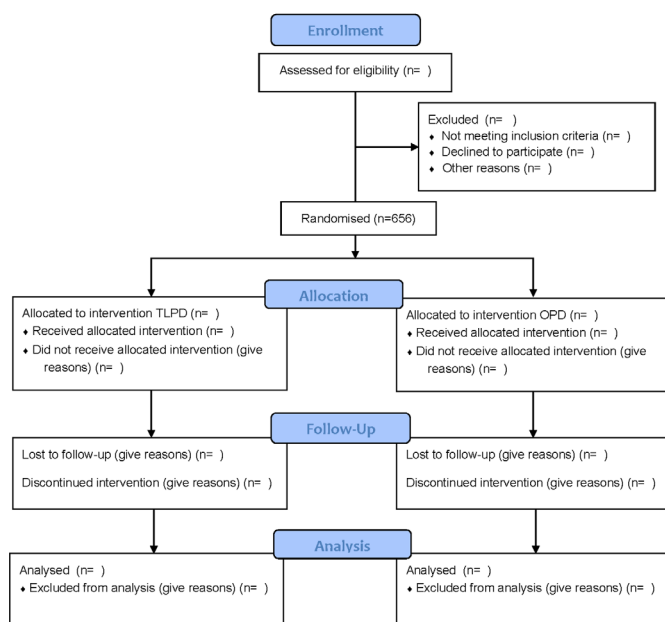 Enrollment
Assessed for eligibility (n= )
Excluded (n= )
♦ Not meeting inclusion criteria (n= )
♦ Declined to participate (n= )
♦ Other reasons (n= )
Randomised (n=656)
Allocation
Allocated to intervention TLPD (n= )
♦ Received allocated intervention (n= )
♦ Did not receive allocated intervention (give
reasons) (n= )
Allocated to intervention OPD (n= )
♦ Received allocated intervention (n= )
♦ Did not receive allocated intervention (give
reasons) (n= )
Follow-Up
Lost to follow-up (give reasons) (n= )
Discontinued intervention (give reasons) (n= )
Lost to follow-up (give reasons) (n= )
Discontinued intervention (give reasons) (n= )
Analysis
Analysed (n= )
♦ Excluded from analysis (give reasons) (n= )
Analysed (n= )
♦ Excluded from analysis (give reasons) (n= )